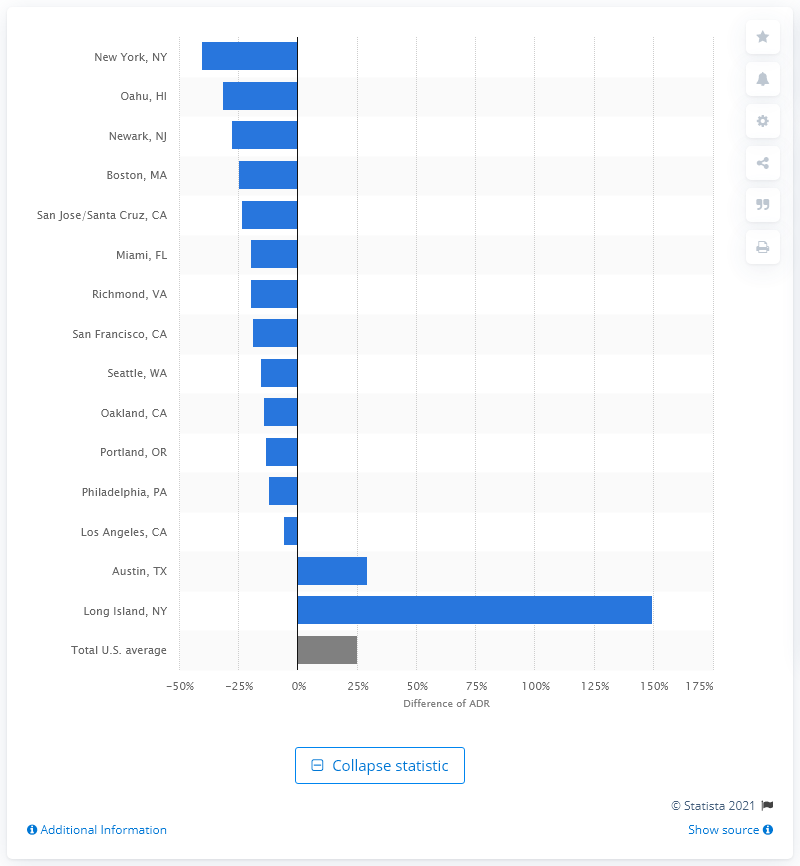 New York, NY
Oahu, HI
Newark, NJ
Boston, MA
San Jose/Santa Cruz, CA
Miami, FL
Richmond, VA
San Francisco, CA
Seattle, WA
Oakland, CA
Portland, OR
Philadelphia, PA
Los Angeles, CA
Austin, TX
Long Island, NY
Total U.S. average
−50% −25% 0% 25% 50% 75% 100% 125% 150% 175%
Difference of ADR
Collapse statistic
© Statista 2021
Additional Information
Show source